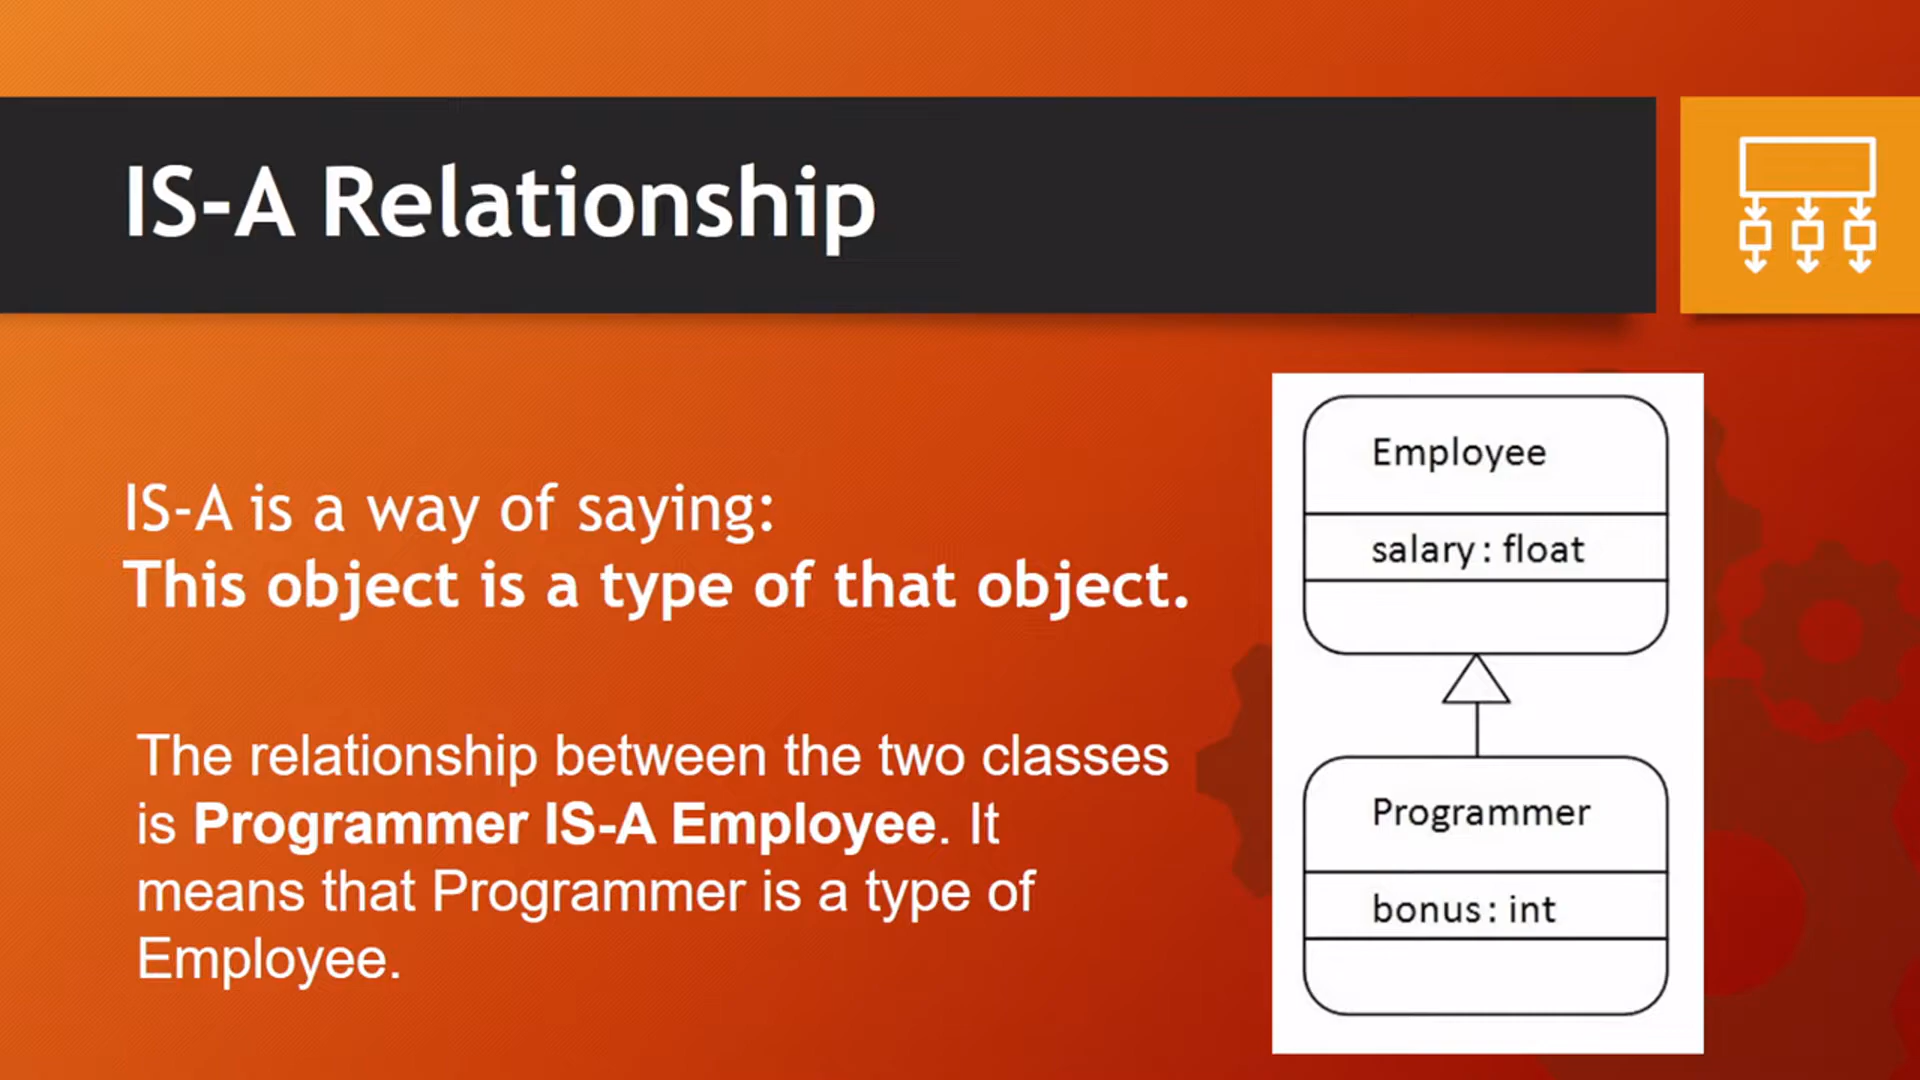 IS-A Relationship
IS-A is a way of saying:
This object is a type of that object.
The relationship between the two classes
is Programmer IS-A Employee. It
means that Programmer is a type of
Employee.
Employee
salary: float
Programmer
bonus: int